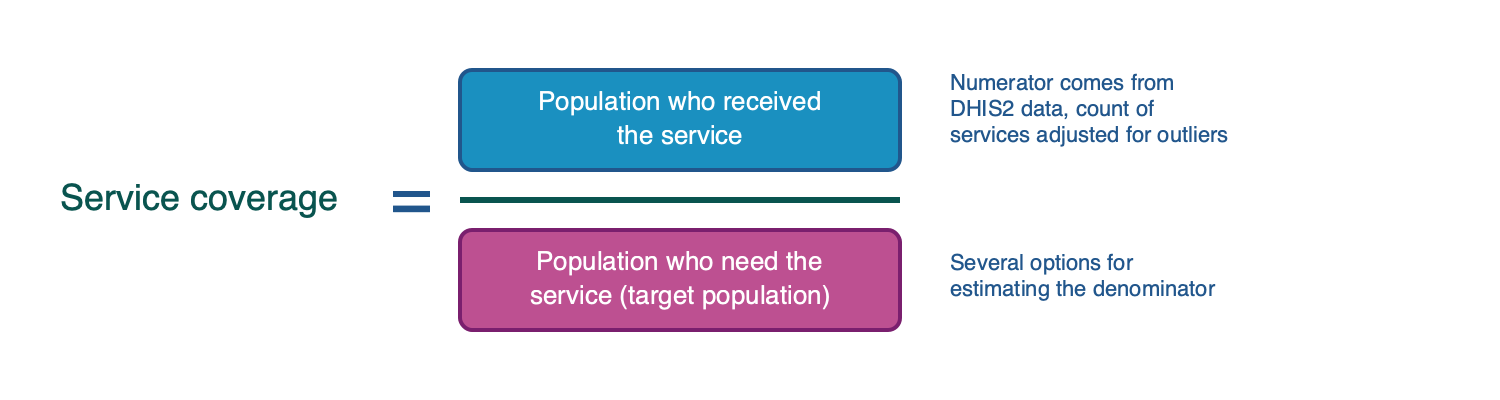 Service coverage
=
Population who received
the service
Numerator comes from
DHIS2 data, count of
services adjusted for outliers
Population who need the
service (target population)
Several options for
estimating the denominator